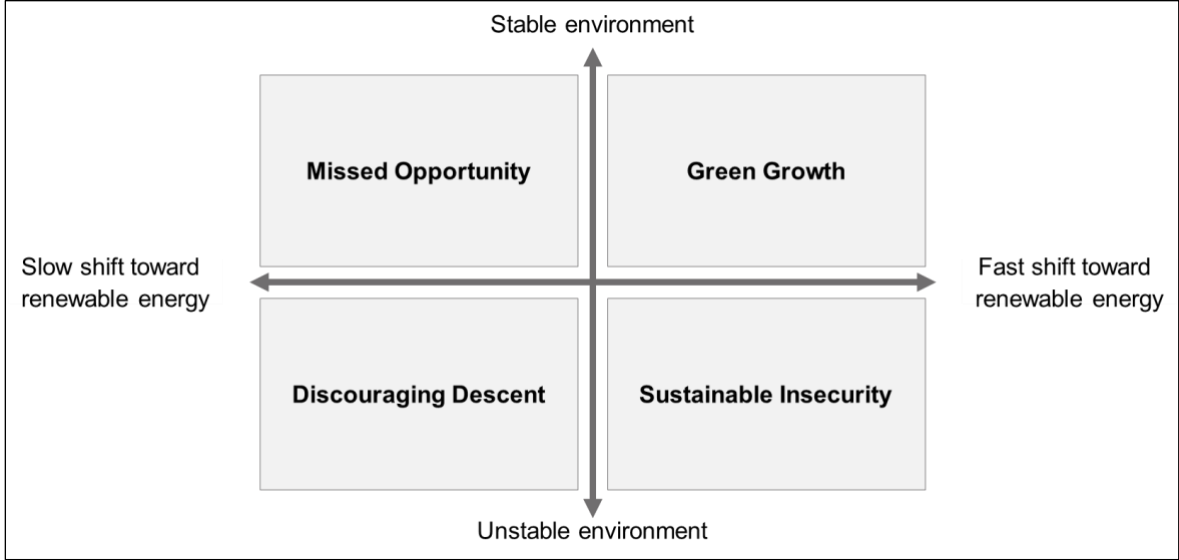 Stable environment
Missed Opportunity
Green Growth
Slow shift toward
renewable energy
Fast shift toward
renewable energy
Discouraging Descent
Sustainable Insecurity
Unstable environment